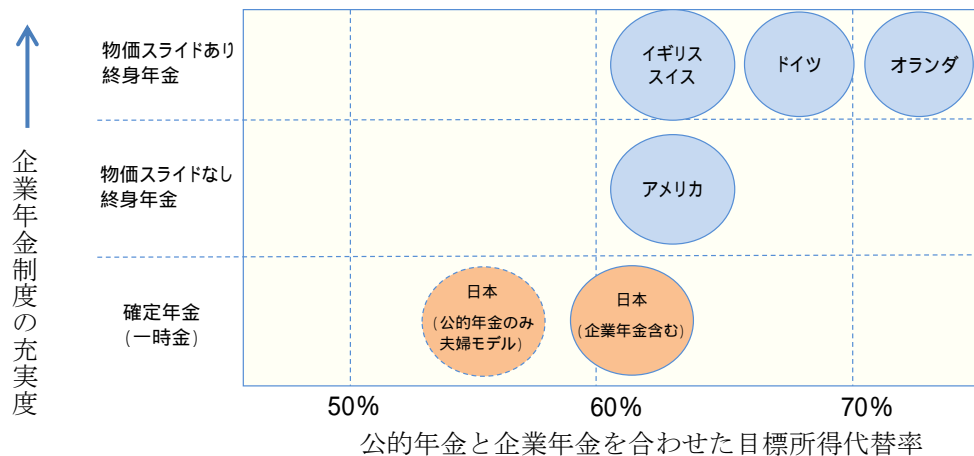 企業年金制度の充実度
物価スライドあり
終身年金
イギリス
スイス
ドイツ
オランダ
物価スライドなし
終身年金
アメリカ
確定年金
(一時金)
日本
(公的年金のみ
夫婦モデル)
日本
(企業年金含む)
50%
60%
70%
公的年金と企業年金を合わせた目標所得代替率